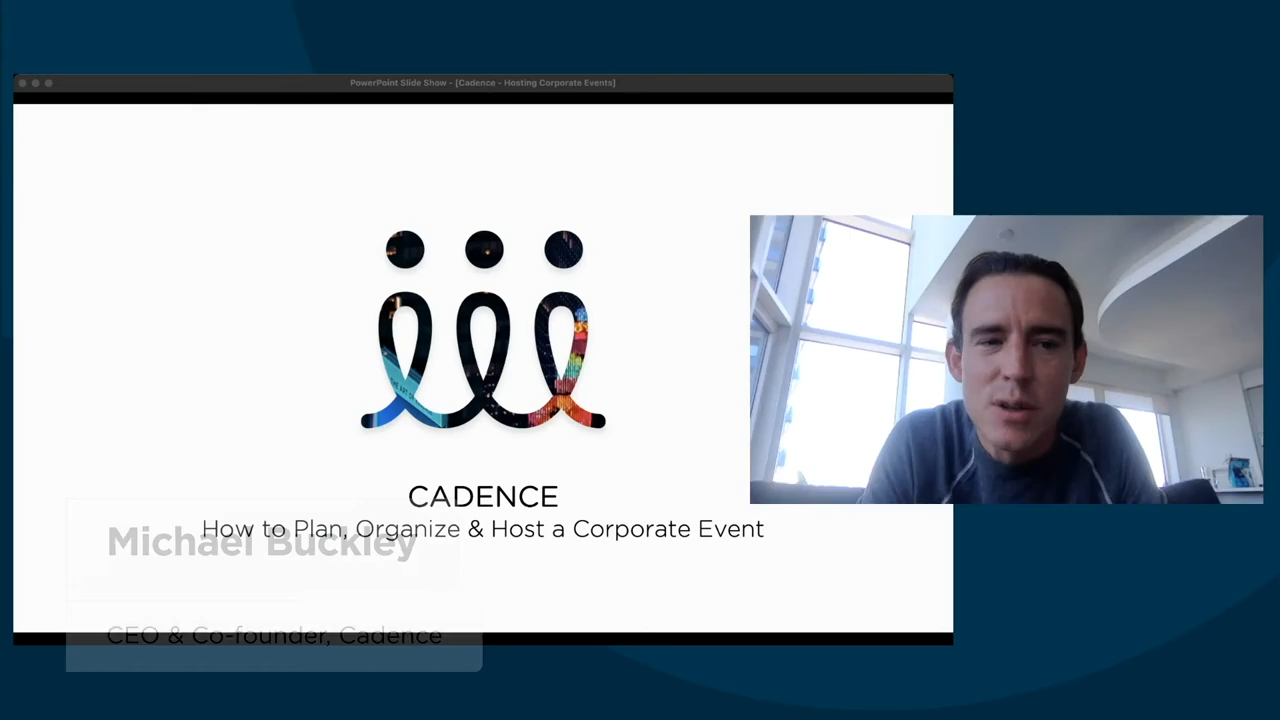 PowerPoint Slide Show - [Cadence - Hosting Corporate Events]
CADENCE
How to Plan, Organize & Host a Corporate Event
Michael Buckley
CEO & Co-founder, Cadence